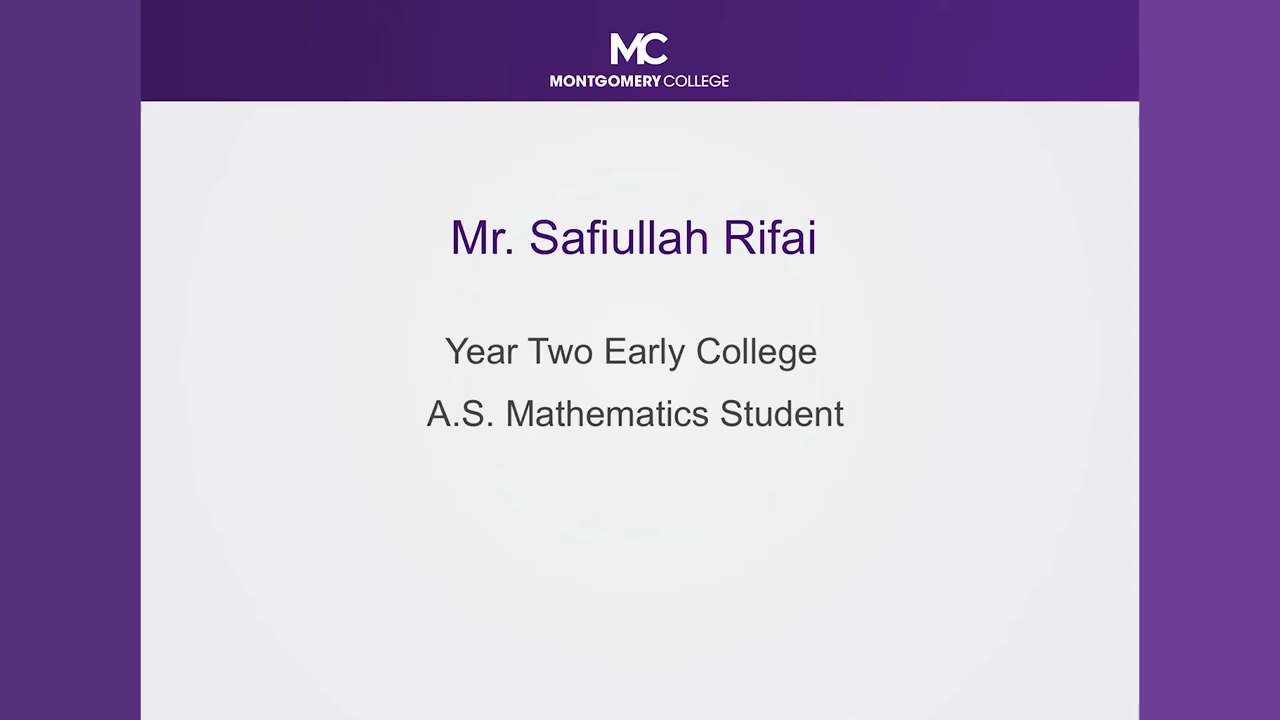 MC
MONTGOMERY COLLEGE
Mr. Safiullah Rifai
Year Two Early College
A.S. Mathematics Student